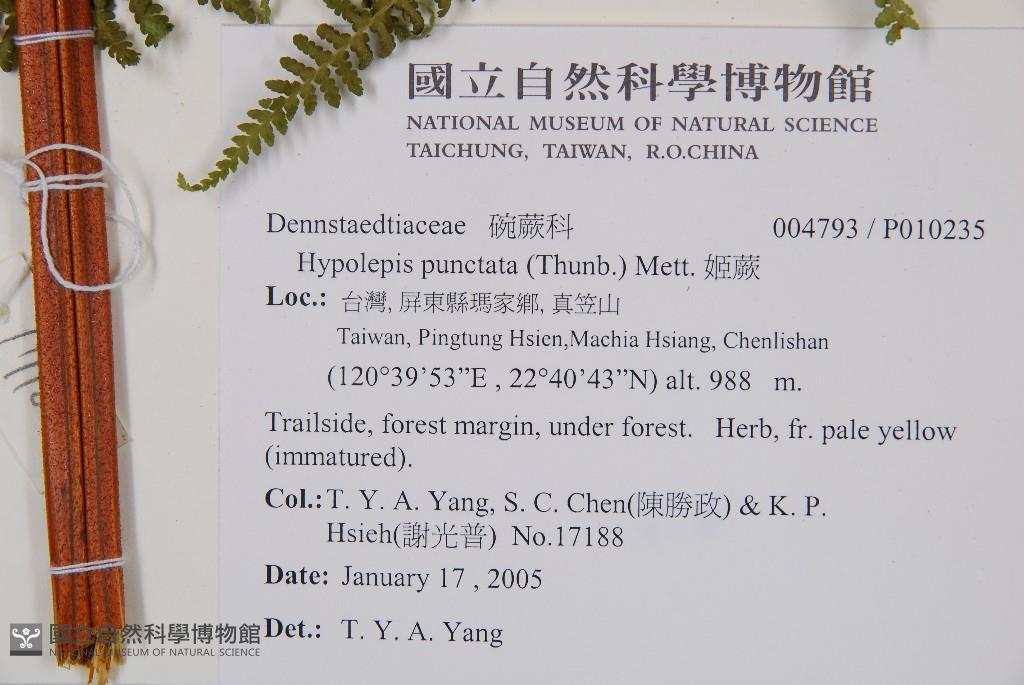 國立自然科學博物館
NATIONAL MUSEUM OF NATURAL SCIENCE
TAICHUNG, TAIWAN, R.O.CHINA
Dennstaedtiaceae 碗蕨科 004793 / P010235
Hypolepis punctata (Thunb.) Mett. 姬蕨
Loc.: 台灣, 屏東縣瑪家鄉, 真笠山
Taiwan, Pingtung Hsien,Machia Hsiang, Chenlishan
(120°39’53”E , 22°40’43”N) alt. 988 m.
Trailside, forest margin, under forest. Herb, fr. pale yellow
(immatured).
Col.: T. Y. A. Yang, S. C. Chen(陳勝政) & K. P.
Hsieh(謝光普) No.17188
Date: January 17 , 2005
Det.: T. Y. A. Yang
國立自然科學博物館
NATIONAL MUSEUM OF NATURAL SCIENCE